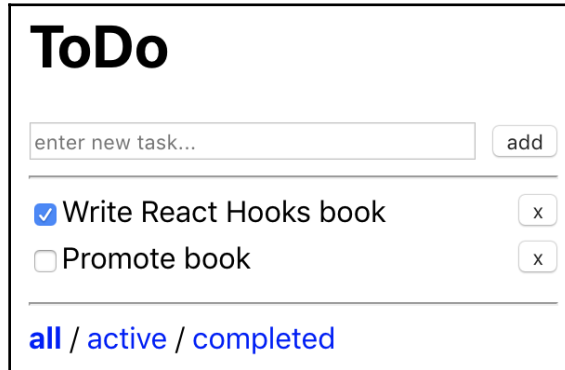 ToDo
enter new task... add
Write React Hooks book x
Promote book x
all / active / completed